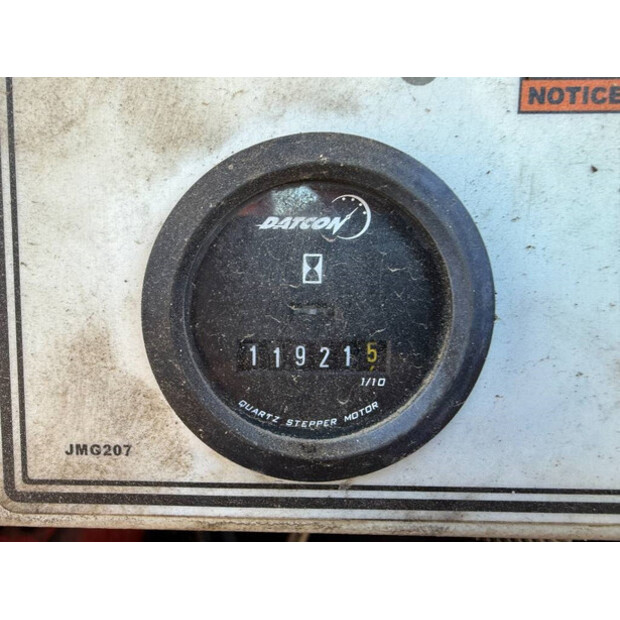 NOTICE
DATCON
119215
1/10
QUARTZ STEPPER MOTOR
JMG207